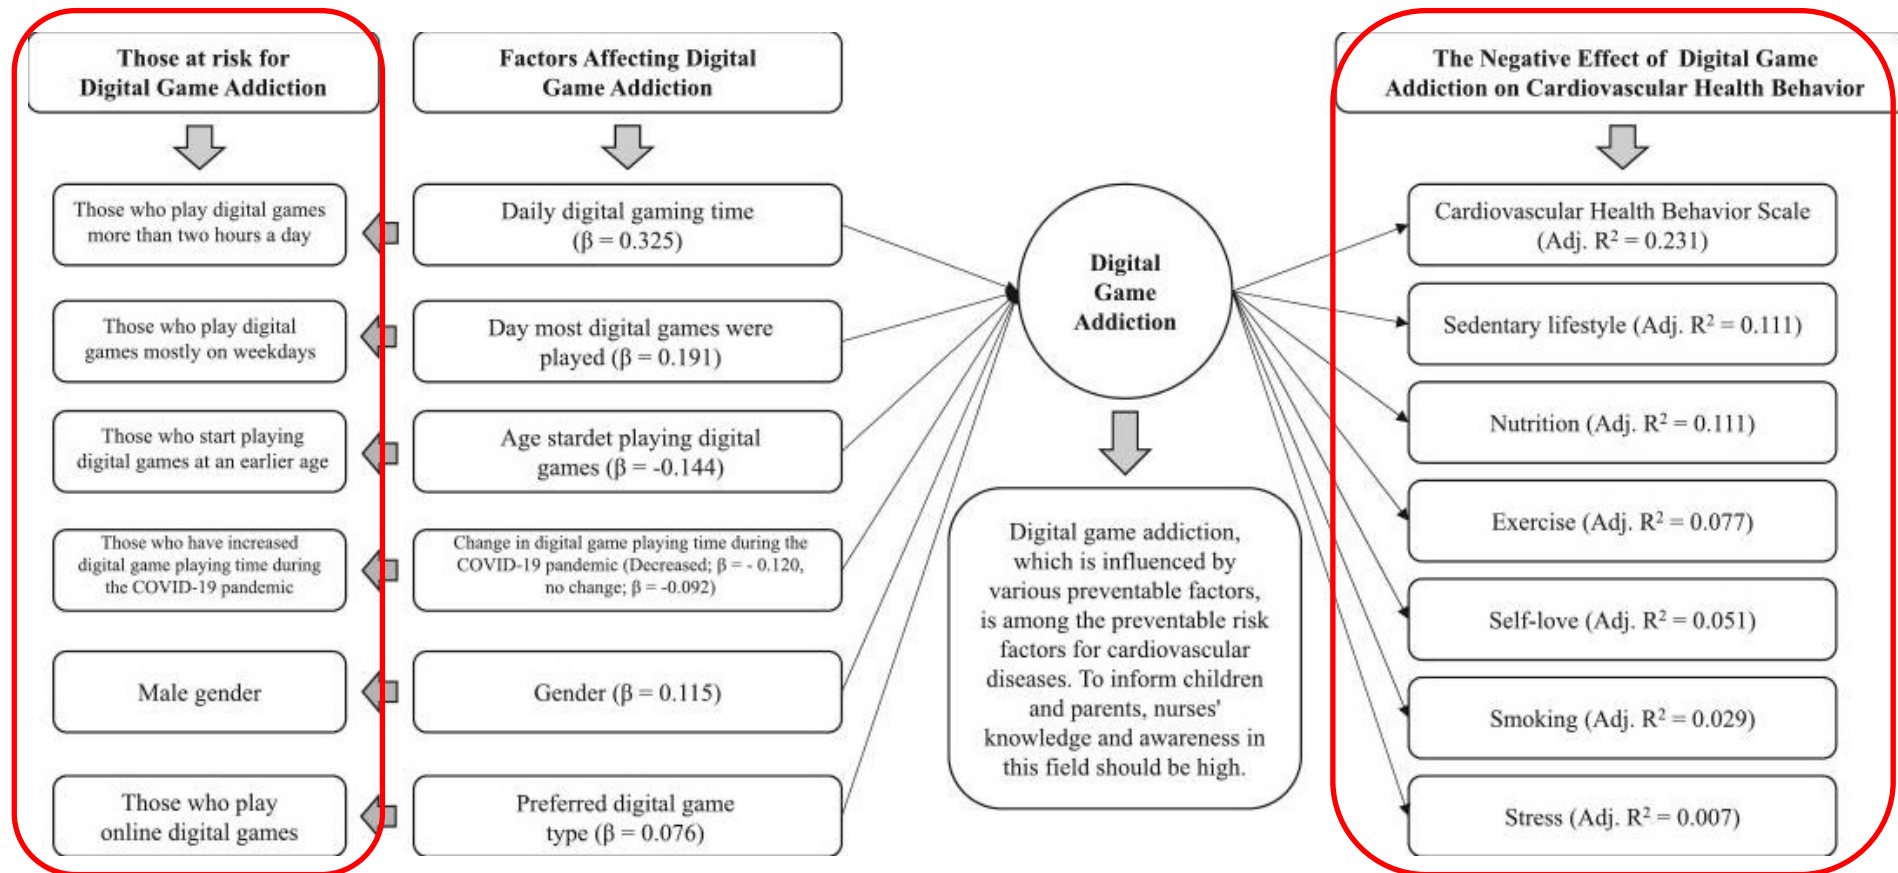 Those at risk for
Digital Game Addiction
Those who play digital games
more than two hours a day
Those who play digital
games mostly on weekdays
Those who start playing
digital games at an earlier age
Those who have increased
digital game playing time during
the COVID-19 pandemic
Male gender
Those who play
online digital games
Factors Affecting Digital
Game Addiction
Daily digital gaming time
(β = 0.325)
Day most digital games were
played (β = 0.191)
Age stardet playing digital
games (β = -0.144)
Change in digital game playing time during the
COVID-19 pandemic (Decreased; β = - 0.120,
no change; β = -0.092)
Gender (β = 0.115)
Preferred digital game
type (β = 0.076)
Digital
Game
Addiction
Digital game addiction,
which is influenced by
various preventable factors,
is among the preventable risk
factors for cardiovascular
diseases. To inform children
and parents, nurses'
knowledge and awareness in
this field should be high.
The Negative Effect of Digital Game
Addiction on Cardiovascular Health Behavior
Cardiovascular Health Behavior Scale
(Adj. R² = 0.231)
Sedentary lifestyle (Adj. R² = 0.111)
Nutrition (Adj. R² = 0.111)
Exercise (Adj. R² = 0.077)
Self-love (Adj. R² = 0.051)
Smoking (Adj. R² = 0.029)
Stress (Adj. R² = 0.007)